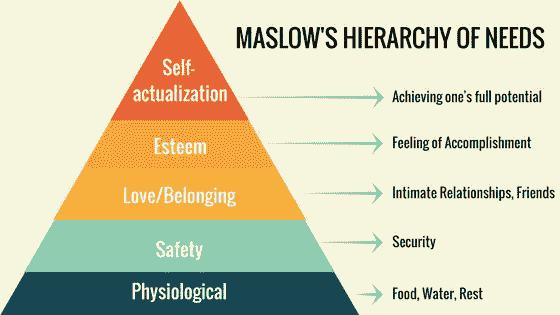 MASLOW'S HIERARCHY OF NEEDS
Self-
actualization
Achieving one's full potential
Esteem
Feeling of Accomplishment
Love/Belonging
Intimate Relationships, Friends
Safety
Security
Physiological
Food, Water, Rest